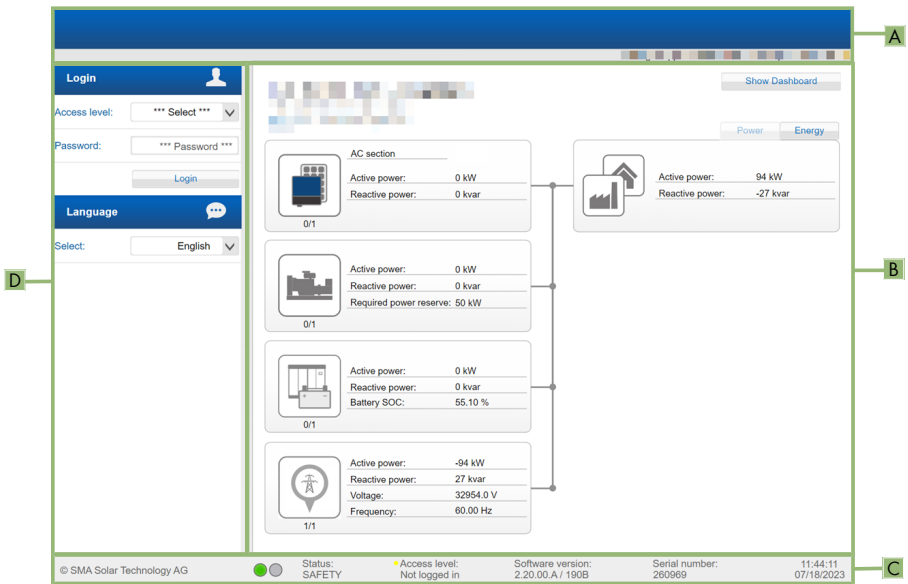 A
Login
Access level: *** Select ***
Password: *** Password ***
Login
Language
Select: English
D
Show Dashboard
Power Energy
AC section
Active power: 0 kW
Reactive power: 0 kvar
0/1
Active power: 94 kW
Reactive power: -27 kvar
B
Active power: 0 kW
Reactive power: 0 kvar
Required power reserve: 50 kW
0/1
Active power: 0 kW
Reactive power: 0 kvar
Battery SOC: 55.10 %
0/1
Active power: -94 kW
Reactive power: 27 kvar
Voltage: 32954.0 V
Frequency: 60.00 Hz
1/1
© SMA Solar Technology AG
Status:
SAFETY
Access level:
Not logged in
Software version:
2.20.00.A / 190B
Serial number:
260969
11:44:11
07/18/2023
C